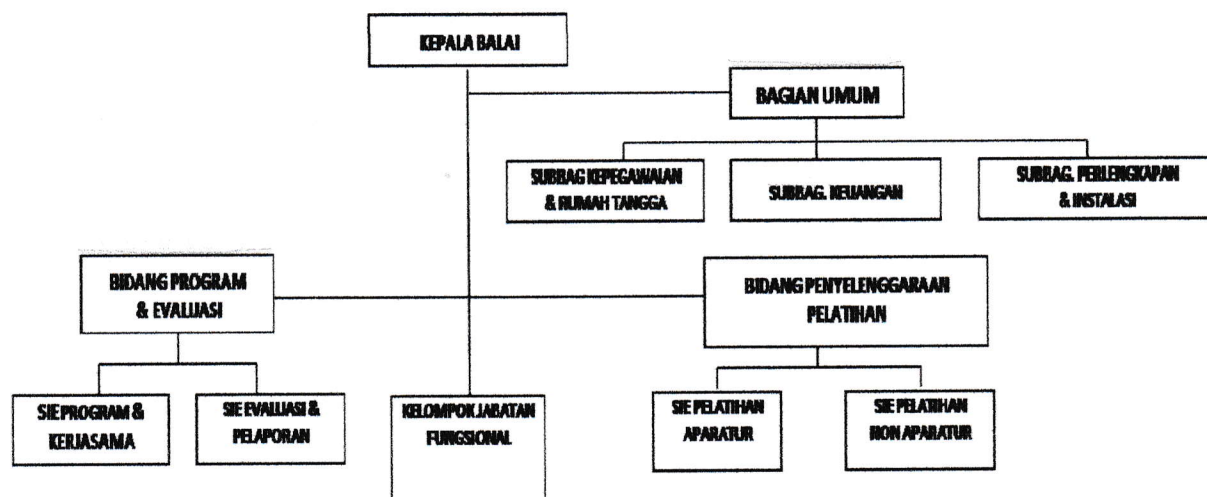 KEPALA BALAI
BAGIAN UMUM
SUBBAG KEPEGAWAIAN
& RUMAH TANGGA
SUBBAG. KEUANGAN
SUBBAG. PERLENGKAPAN
& INSTALASI
BIDANG PROGRAM
& EVALUASI
BIDANG PENYELENGGARAAN
PELATIHAN
SIE PROGRAM &
KERJASAMA
SIE EVALUASI &
PELAPORAN
KELOMPOK JABATAN
FUNGSIONAL
SIE PELATIHAN
APARATUR
SIE PELATIHAN
NON APARATUR